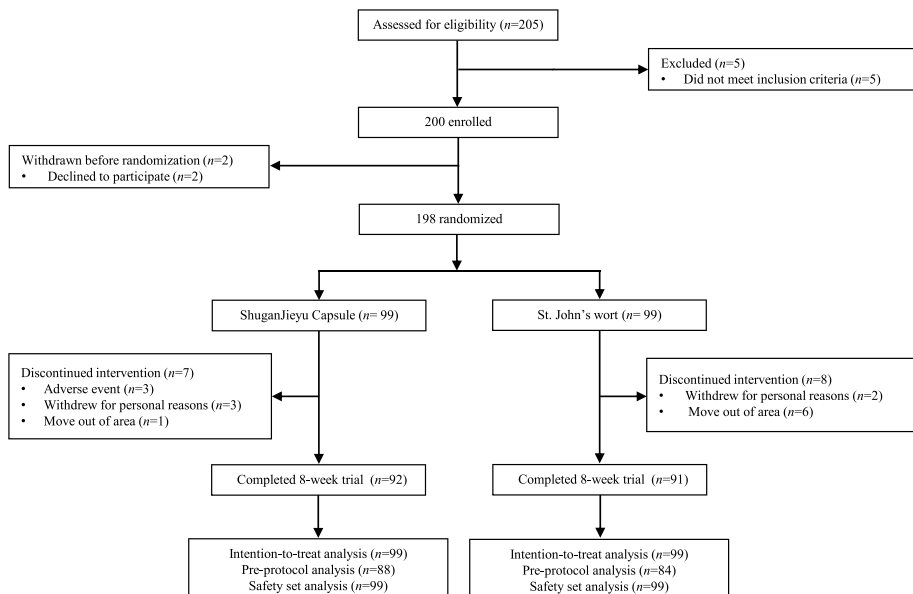 Assessed for eligibility (n=205)
Excluded (n=5)
• Did not meet inclusion criteria (n=5)
200 enrolled
Withdrawn before randomization (n=2)
• Declined to participate (n=2)
198 randomized
ShuganJieyu Capsule (n= 99)
St. John's wort (n= 99)
Discontinued intervention (n=7)
• Adverse event (n=3)
• Withdrew for personal reasons (n=3)
• Move out of area (n=1)
Discontinued intervention (n=8)
• Withdrew for personal reasons (n=2)
• Move out of area (n=6)
Completed 8-week trial (n=92)
Completed 8-week trial (n=91)
Intention-to-treat analysis (n=99)
Pre-protocol analysis (n=88)
Safety set analysis (n=99)
Intention-to-treat analysis (n=99)
Pre-protocol analysis (n=84)
Safety set analysis (n=99)